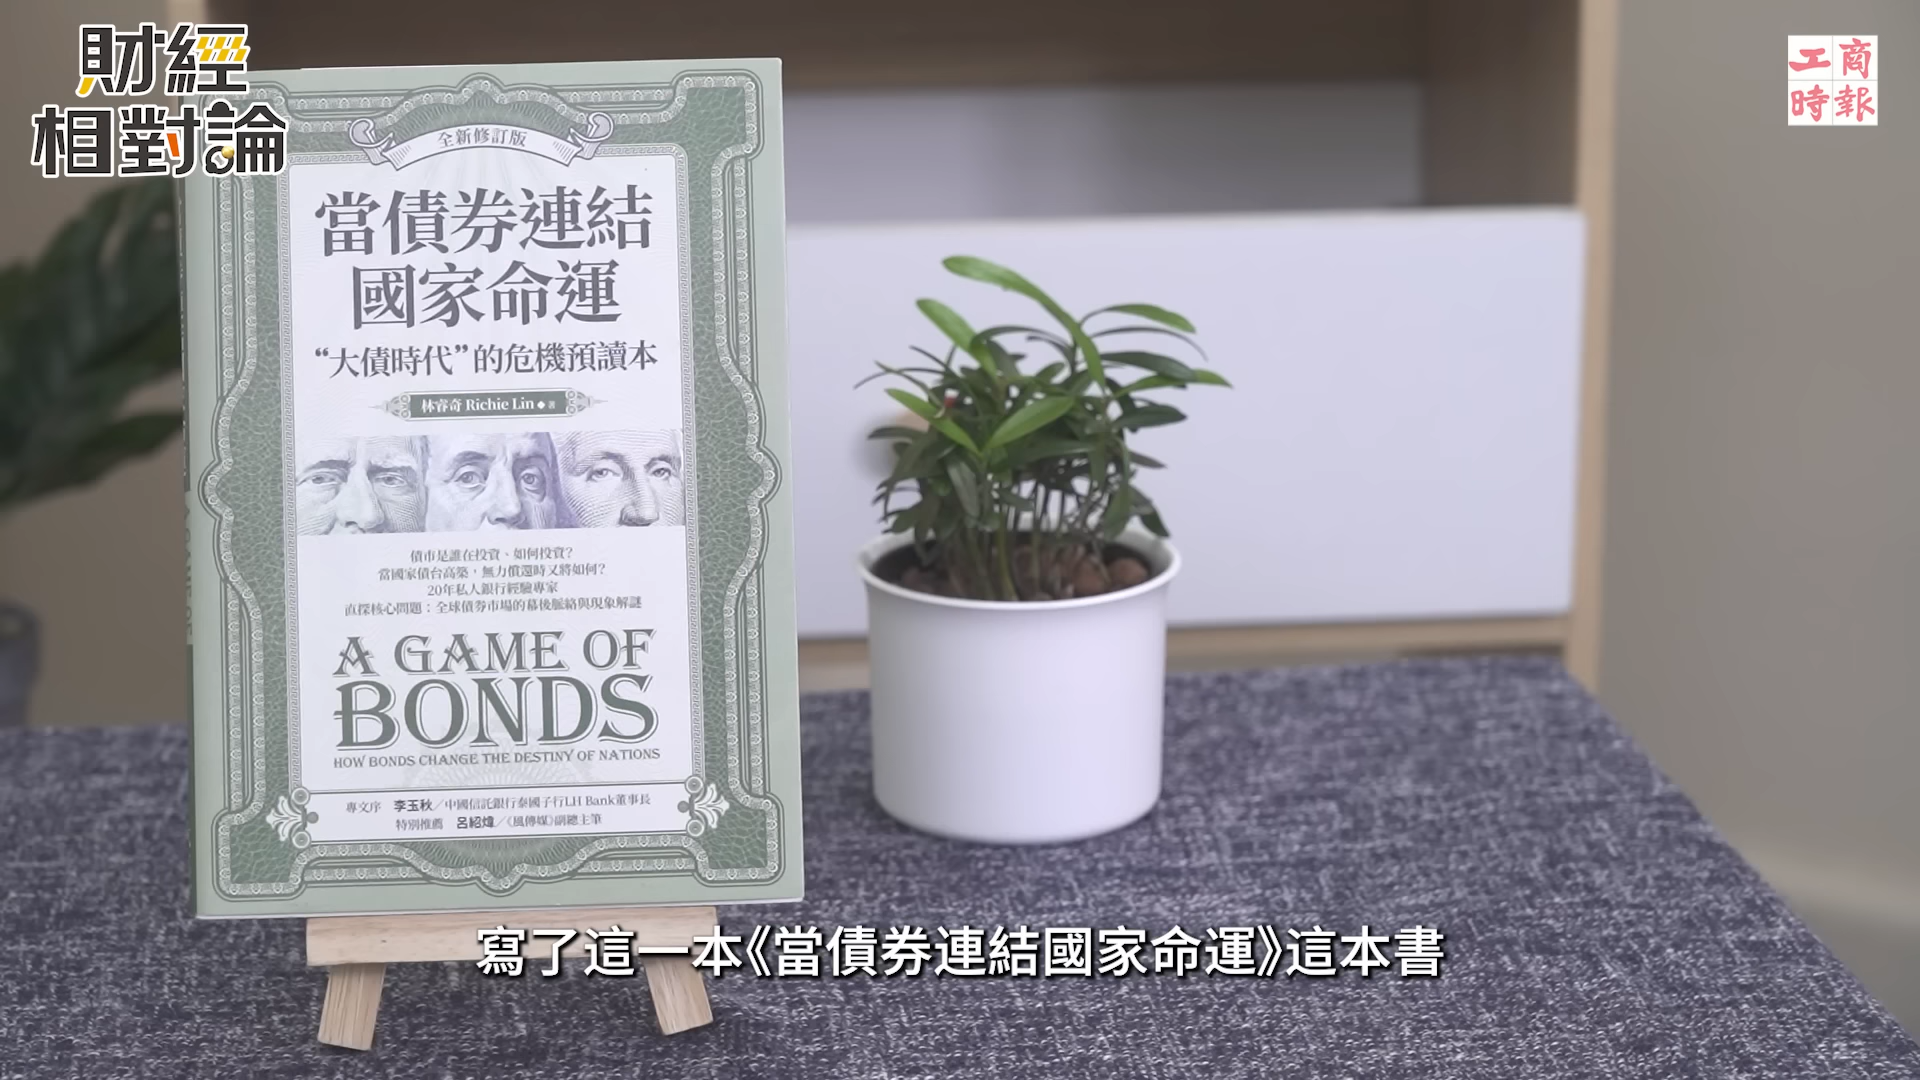 財經
相對論
工商
時報
全新修訂版
當債券連結
國家命運
“大債時代”的危機預讀本
林睿奇 Richie Lin◆著
債市是誰在投資、如何投資?
當國家債台高築,無力償還時又將如何?
20年私人銀行經驗專家
直探核心問題:全球債券市場的幕後脈絡與現象解謎
A GAME OF
BONDS
HOW BONDS CHANGE THE DESTINY OF NATIONS
專文序 李玉秋/中國信託銀行泰國子行LH Bank董事長
特別推薦 呂紹煒/《風傳媒》副總主筆
寫了這一本《當債券連結國家命運》這本書